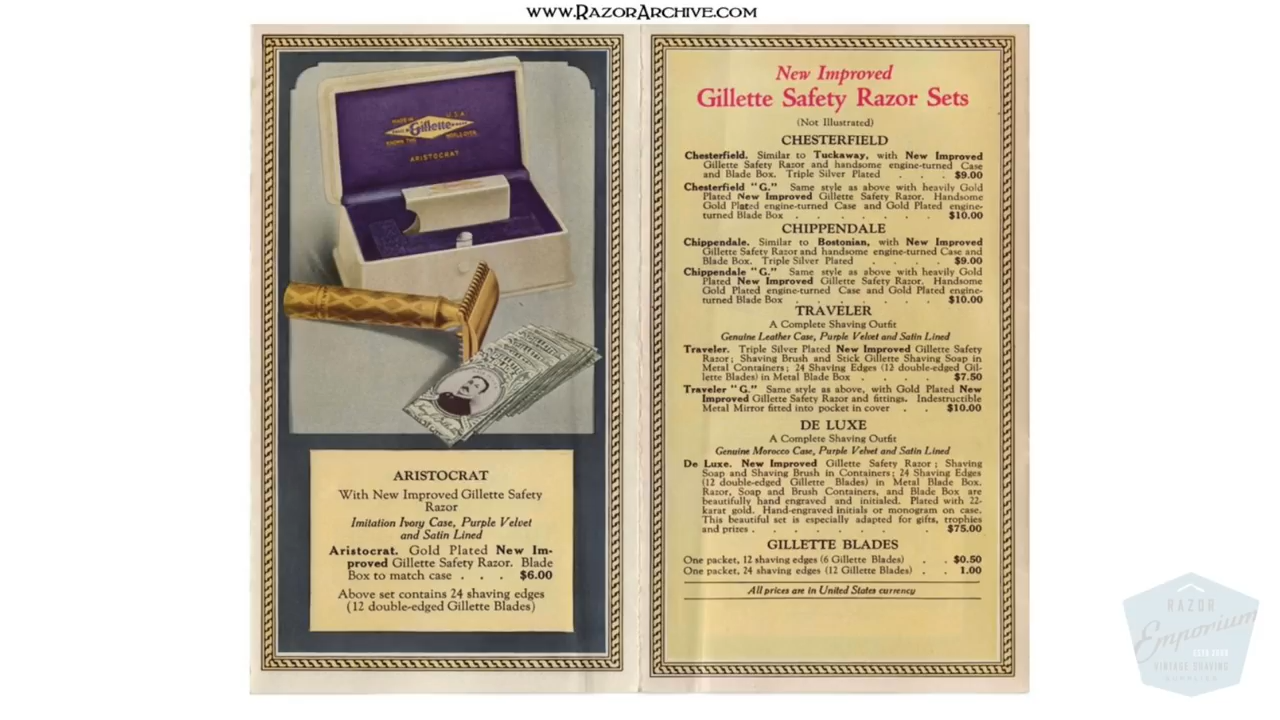 www.RazorArchive.com
MADE IN U.S.A.
Gillette
KNOWN THE WORLD OVER
ARISTOCRAT
ARISTOCRAT
With New Improved Gillette Safety
Razor
Imitation Ivory Case, Purple Velvet
and Satin Lined
Aristocrat. Gold Plated New Im-
proved Gillette Safety Razor. Blade
Box to match case . . . $6.00
Above set contains 24 shaving edges
(12 double-edged Gillette Blades)
New Improved
Gillette Safety Razor Sets
(Not Illustrated)
CHESTERFIELD
Chesterfield. Similar to Tuckaway, with New Improved
Gillette Safety Razor and handsome engine-turned Case
and Blade Box. Triple Silver Plated . . . $9.00
Chesterfield "G." Same style as above with heavily Gold
Plated New Improved Gillette Safety Razor. Handsome
Gold Plated engine-turned Case and Gold Plated engine-
turned Blade Box . . . . . . . $10.00
CHIPPENDALE
Chippendale. Similar to Bostonian, with New Improved
Gillette Safety Razor and handsome engine-turned Case and
Blade Box. Triple Silver Plated . . . . $9.00
Chippendale "G." Same style as above with heavily Gold
Plated New Improved Gillette Safety Razor. Handsome
Gold Plated engine-turned Case and Gold Plated engine-
turned Blade Box . . . . . . . $10.00
TRAVELER
A Complete Shaving Outfit
Genuine Leather Case, Purple Velvet and Satin Lined
Traveler. Triple Silver Plated New Improved Gillette Safety
Razor; Shaving Brush and Stick Gillette Shaving Soap in
Metal Containers; 24 Shaving Edges (12 double-edged Gil-
lette Blades) in Metal Blade Box . . . . $7.50
Traveler "G." Same style as above, with Gold Plated New
Improved Gillette Safety Razor and fittings. Indestructible
Metal Mirror fitted into pocket in cover . . $10.00
DE LUXE
A Complete Shaving Outfit
Genuine Morocco Case, Purple Velvet and Satin Lined
De Luxe. New Improved Gillette Safety Razor; Shaving
Soap and Shaving Brush in Containers; 24 Shaving Edges
(12 double-edged Gillette Blades) in Metal Blade Box.
Razor, Soap and Brush Containers, and Blade Box are
beautifully hand engraved and initialed. Plated with 22-
karat gold. Hand-engraved initials or monogram on case.
This beautiful set is especially adapted for gifts, trophies
and prizes . . . . . . . . $75.00
GILLETTE BLADES
One packet, 12 shaving edges (6 Gillette Blades) . . $0.50
One packet, 24 shaving edges (12 Gillette Blades) . . 1.00
All prices are in United States currency
RAZOR
Emporium
VINTAGE SHAVING
SUPPLIES